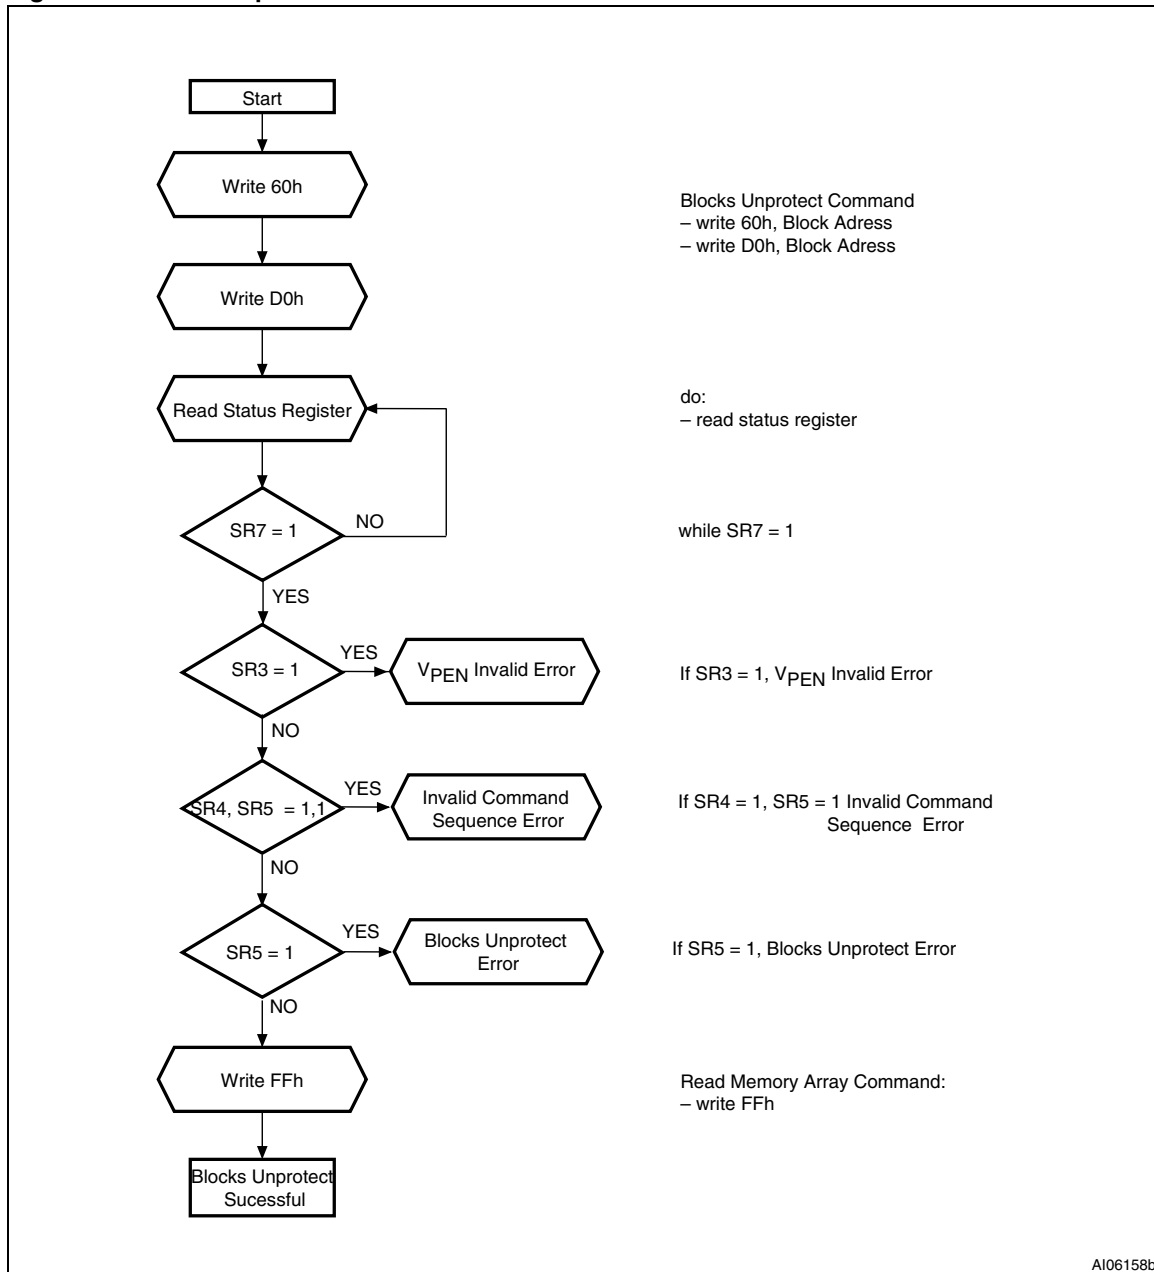 Start
Write 60h
Blocks Unprotect Command
– write 60h, Block Adress
– write D0h, Block Adress
Write D0h
Read Status Register
do:
– read status register
SR7 = 1
NO
while SR7 = 1
YES
SR3 = 1
YES
VPEN Invalid Error
If SR3 = 1, VPEN Invalid Error
NO
SR4, SR5 = 1,1
YES
Invalid Command
Sequence Error
If SR4 = 1, SR5 = 1 Invalid Command
Sequence Error
NO
SR5 = 1
YES
Blocks Unprotect
Error
If SR5 = 1, Blocks Unprotect Error
NO
Write FFh
Read Memory Array Command:
– write FFh
Blocks Unprotect
Sucessful
AI06158b